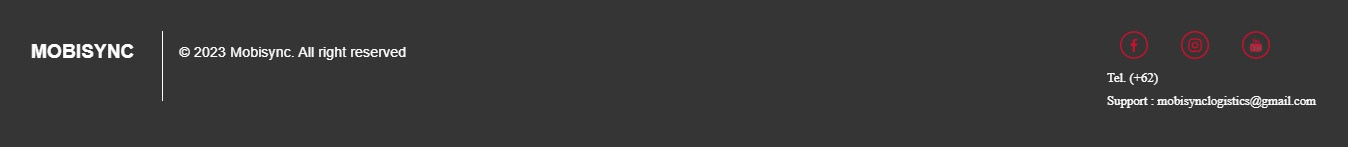 MOBISYNC
© 2023 Mobisync. All right reserved
Tel. (+62)
Support : mobisynclogistics@gmail.com